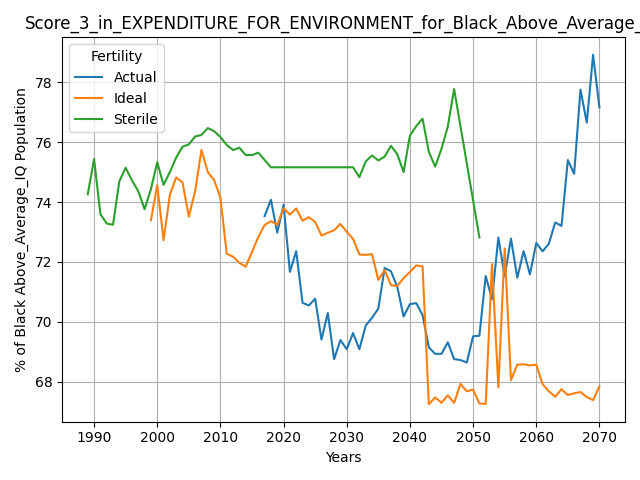 Score_3_in_EXPENDITURE_FOR_ENVIRONMENT_for_Black_Above_Average_
Fertility
Actual
Ideal
Sterile
% of Black Above_Average_IQ Population
78
76
74
72
70
68
1990 2000 2010 2020 2030 2040 2050 2060 2070
Years